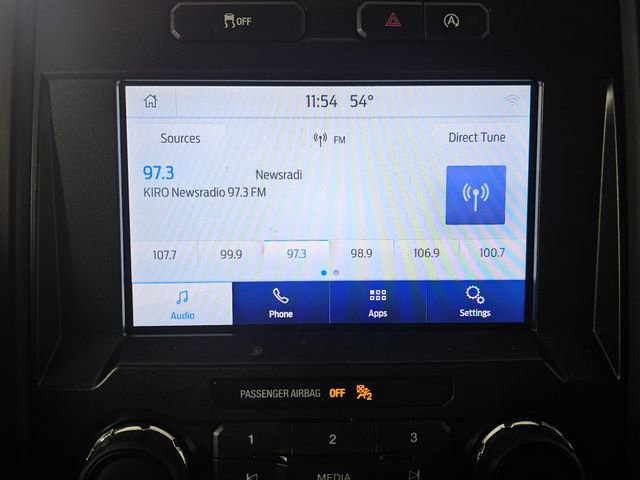 OFF
A OFF
11:54 54°
Sources FM Direct Tune
97.3 Newsradi
KIRO Newsradio 97.3 FM
107.7 99.9 97.3 98.9 106.9 100.7
Audio Phone Apps Settings
PASSENGER AIRBAG OFF 2
1 2 3
MEDIA